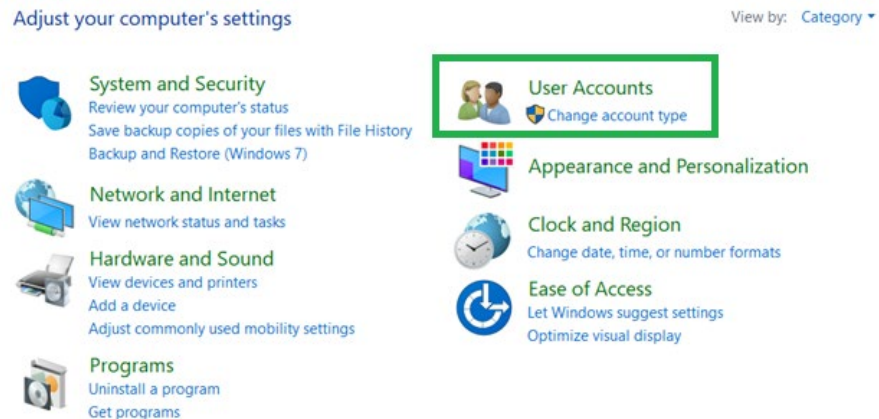 Adjust your computer's settings
View by: Category
System and Security
Review your computer's status
Save backup copies of your files with File History
Backup and Restore (Windows 7)
Network and Internet
View network status and tasks
Hardware and Sound
View devices and printers
Add a device
Adjust commonly used mobility settings
Programs
Uninstall a program
Get programs
User Accounts
Change account type
Appearance and Personalization
Clock and Region
Change date, time, or number formats
Ease of Access
Let Windows suggest settings
Optimize visual display